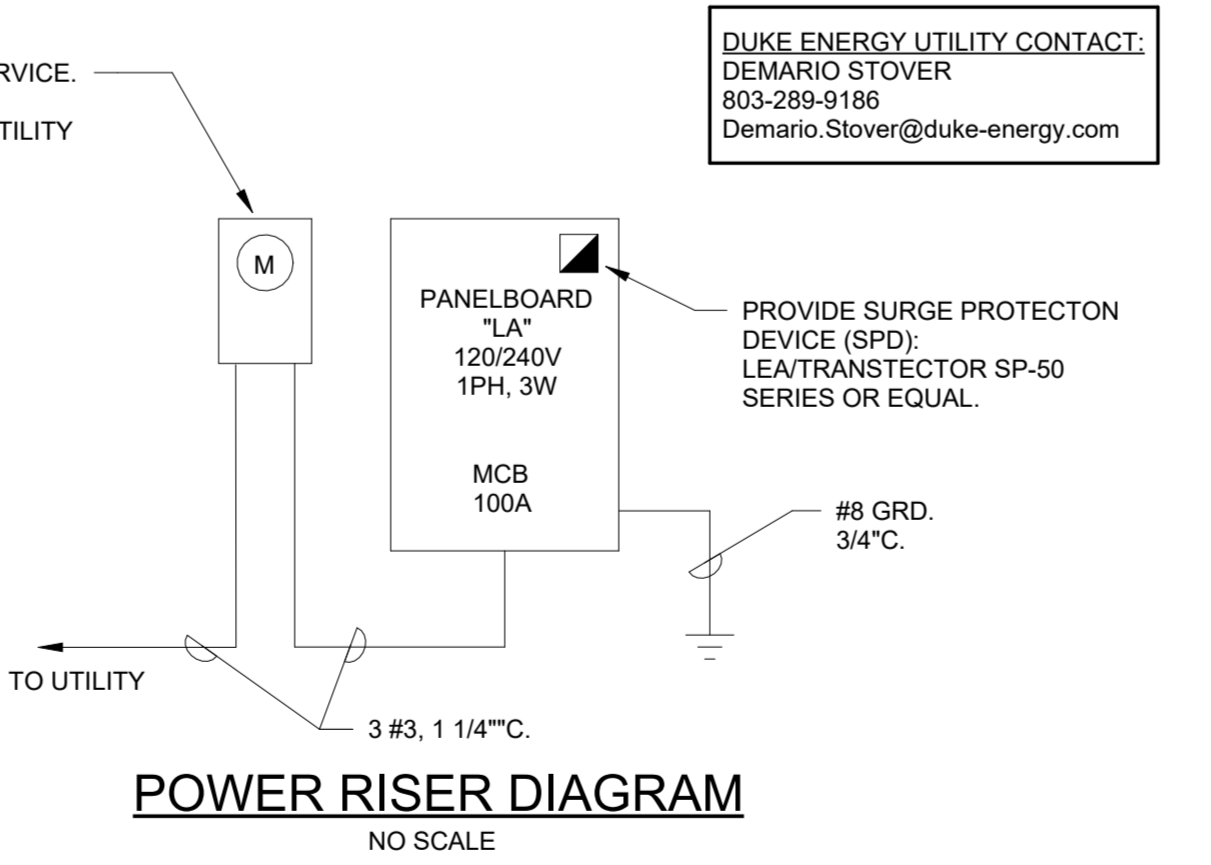 RVICE.
TILITY
DUKE ENERGY UTILITY CONTACT:
DEMARIO STOVER
803-289-9186
Demario.Stover@duke-energy.com
M
PANELBOARD
"LA"
120/240V
1PH, 3W
MCB
100A
PROVIDE SURGE PROTECTON
DEVICE (SPD):
LEA/TRANSTECTOR SP-50
SERIES OR EQUAL.
#8 GRD.
3/4"C.
TO UTILITY
3 #3, 1 1/4""C.
POWER RISER DIAGRAM
NO SCALE